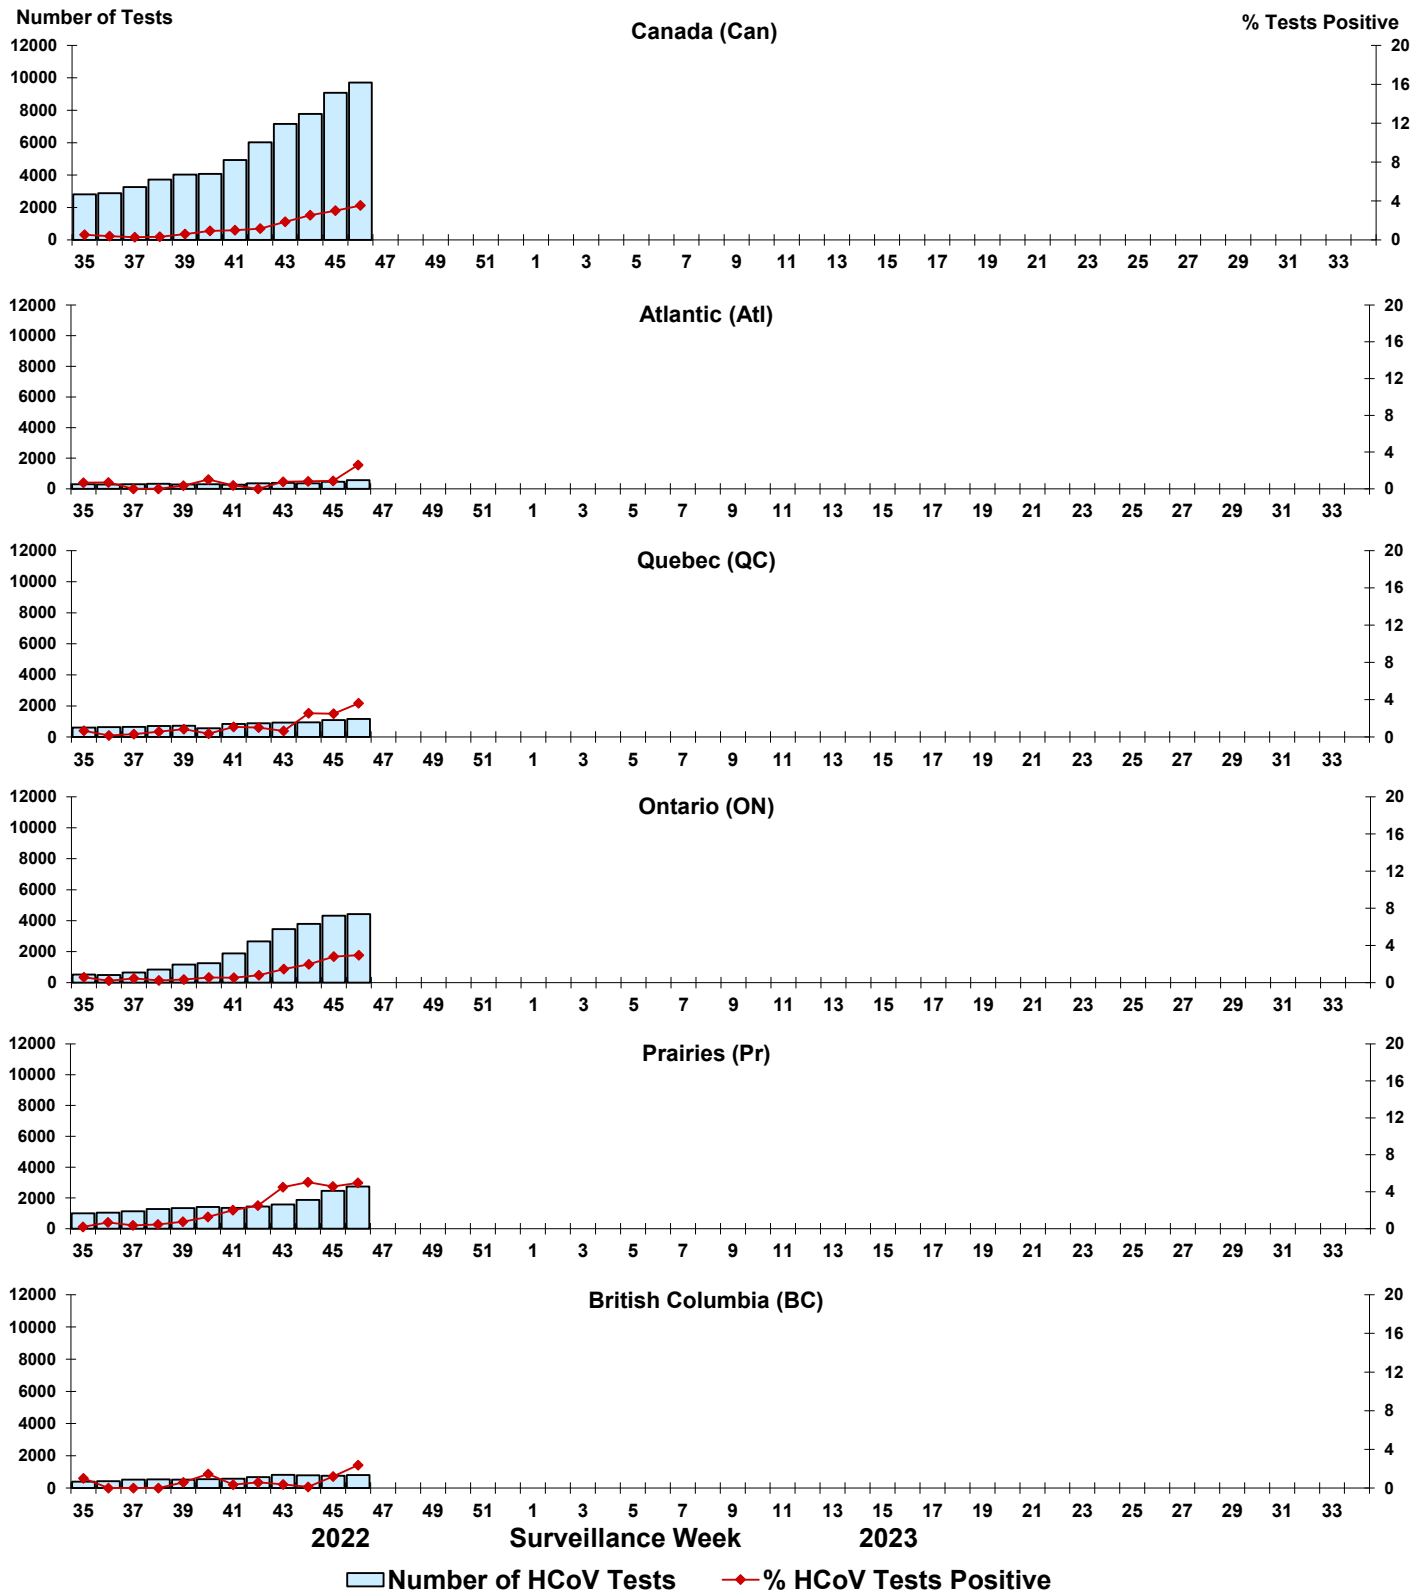 Number of Tests
Canada (Can)
% Tests Positive
12000 20
10000 16
8000 12
6000
4000 8
2000 4
0 0
35 37 39 41 43 45 47 49 51 1 3 5 7 9 11 13 15 17 19 21 23 25 27 29 31 33
Atlantic (Atl)
12000 20
10000 16
8000 12
6000
4000 8
2000 4
0 0
35 37 39 41 43 45 47 49 51 1 3 5 7 9 11 13 15 17 19 21 23 25 27 29 31 33
Quebec (QC)
12000 20
10000 16
8000 12
6000
4000 8
2000 4
0 0
35 37 39 41 43 45 47 49 51 1 3 5 7 9 11 13 15 17 19 21 23 25 27 29 31 33
Ontario (ON)
12000 20
10000 16
8000 12
6000
4000 8
2000 4
0 0
35 37 39 41 43 45 47 49 51 1 3 5 7 9 11 13 15 17 19 21 23 25 27 29 31 33
Prairies (Pr)
12000 20
10000 16
8000 12
6000
4000 8
2000 4
0 0
35 37 39 41 43 45 47 49 51 1 3 5 7 9 11 13 15 17 19 21 23 25 27 29 31 33
British Columbia (BC)
12000 20
10000 16
8000 12
6000
4000 8
2000 4
0 0
35 37 39 41 43 45 47 49 51 1 3 5 7 9 11 13 15 17 19 21 23 25 27 29 31 33
2022 Surveillance Week 2023
Number of HCoV Tests % HCoV Tests Positive